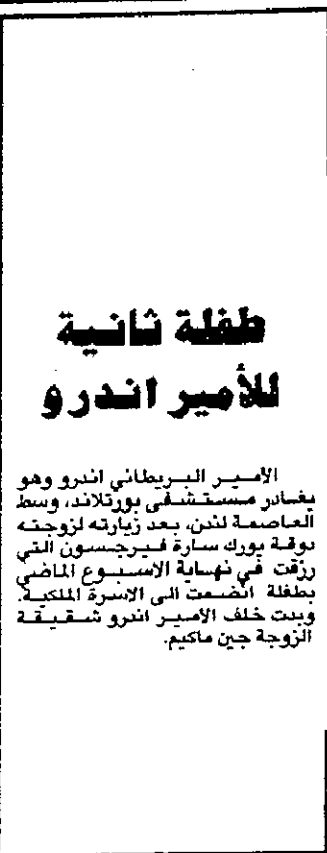 طفلة ثانية
للأمير اندرو
الأمير البريطاني اندرو وهو
يغادر مستشفى بورتلاند، وسط
العاصمة لندن، بعد زيارته لزوجته
دوقة يورك سارة فيرجسون التي
رزقت في نهاية الاسبوع الماضي
بطفلة انضمت الى الاسرة الملكية.
وبدت خلف الأمير اندرو شقيقة
الزوجة جين ماكيم.